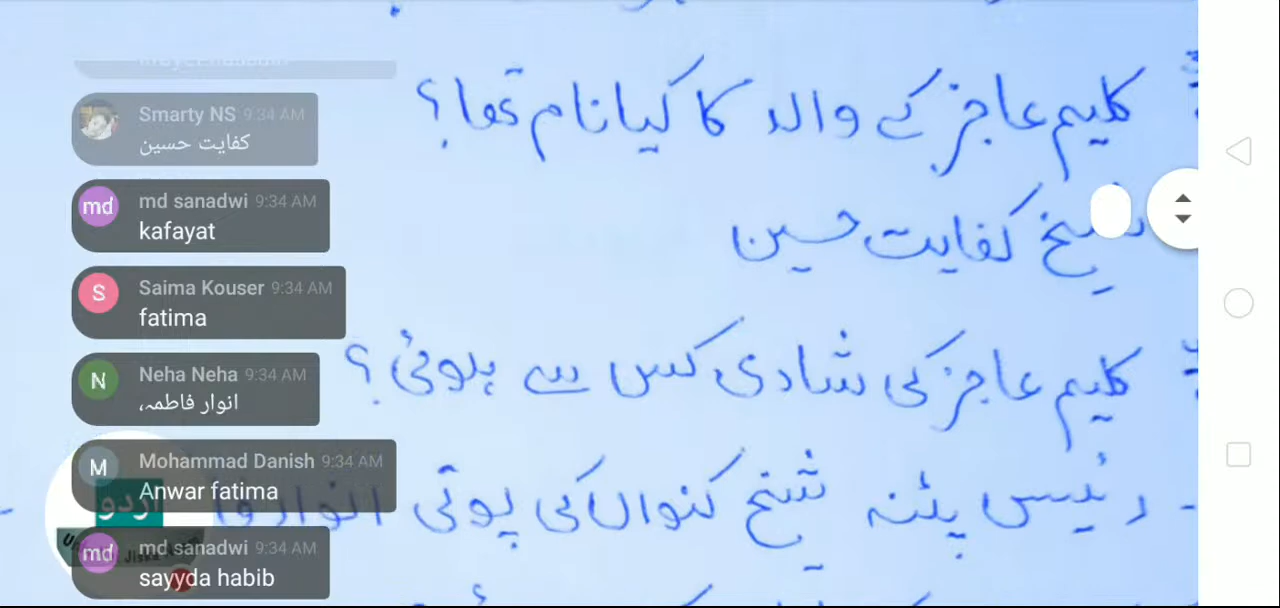 کلیم عاجز کے والد کا کیا نام تھا؟
شیخ کفایت حسین
کلیم عاجز کی شادی کس سے ہوئی؟
رئیس پٹنہ شیخ کنواں کی پوتی انوار
Smarty NS 9:34 AM
کفایت حسین
md sanadwi 9:34 AM
kafayat
Saima Kouser 9:34 AM
fatima
Neha Neha 9:34 AM
انوار فاطمہ،
Mohammad Danish 9:34 AM
Anwar fatima
md sanadwi 9:34 AM
sayyda habib
اردو